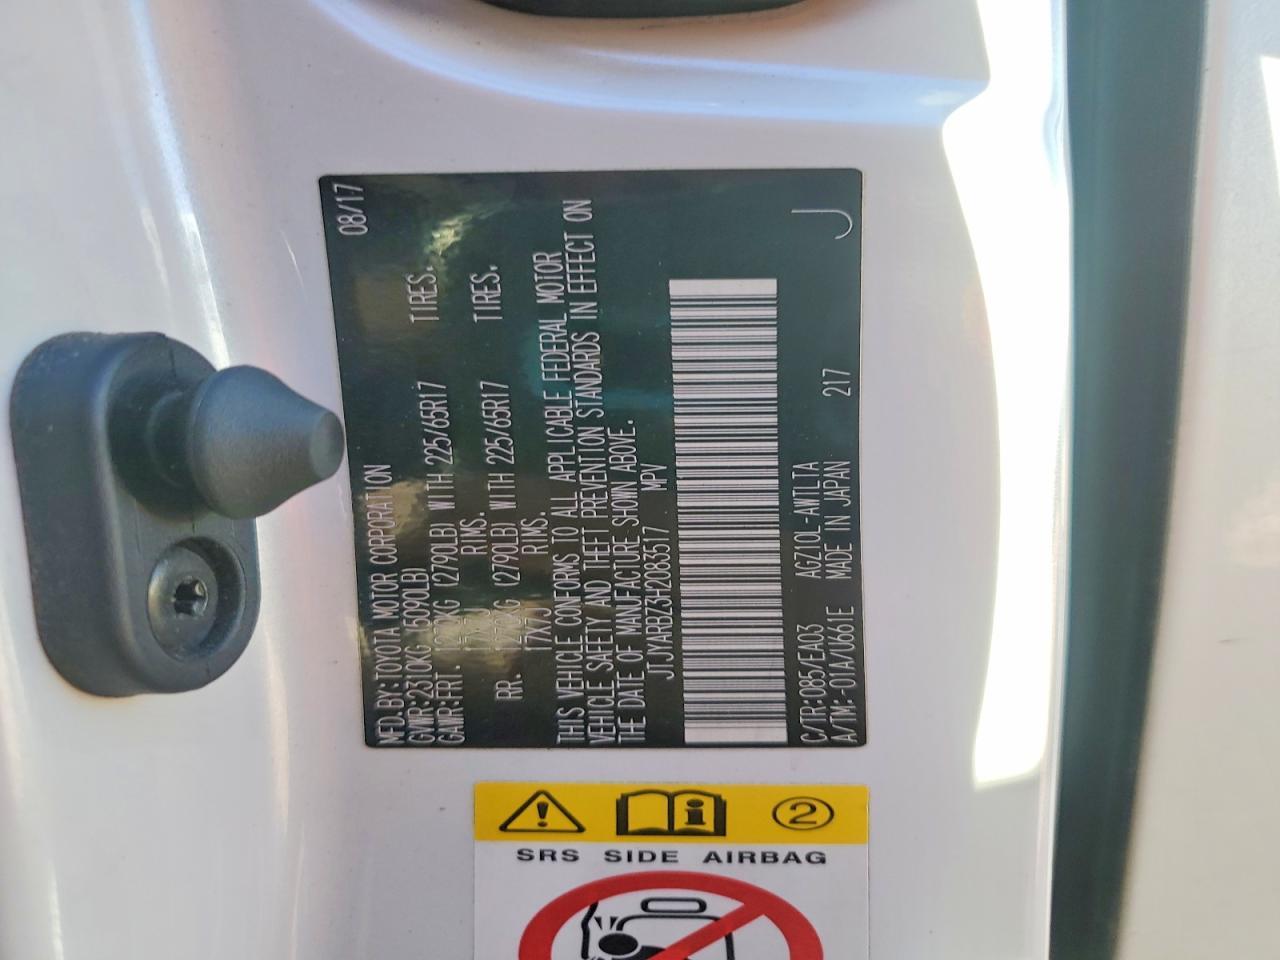 MFD.BY:TOYOTA MOTOR CORPORATION 08/17
GVWR:2310KG (5090LB)
GAWR:FRT. 1270KG (2790LB) WITH 225/65R17 TIRES.
17X7J RIMS.
RR. 1270KG (2790LB) WITH 225/65R17 TIRES.
17X7J RIMS.
THIS VEHICLE CONFORMS TO ALL APPLICABLE FEDERAL MOTOR
VEHICLE SAFETY AND THEFT PREVENTION STANDARDS IN EFFECT ON
THE DATE OF MANUFACTURE SHOWN ABOVE.
JTJYARBZ3H2083517 MPV
C/TR:085/EA03 AGZ10L-AWTLTA
A/TM:-01A/U661E MADE IN JAPAN 217
J
2
SRS SIDE AIRBAG